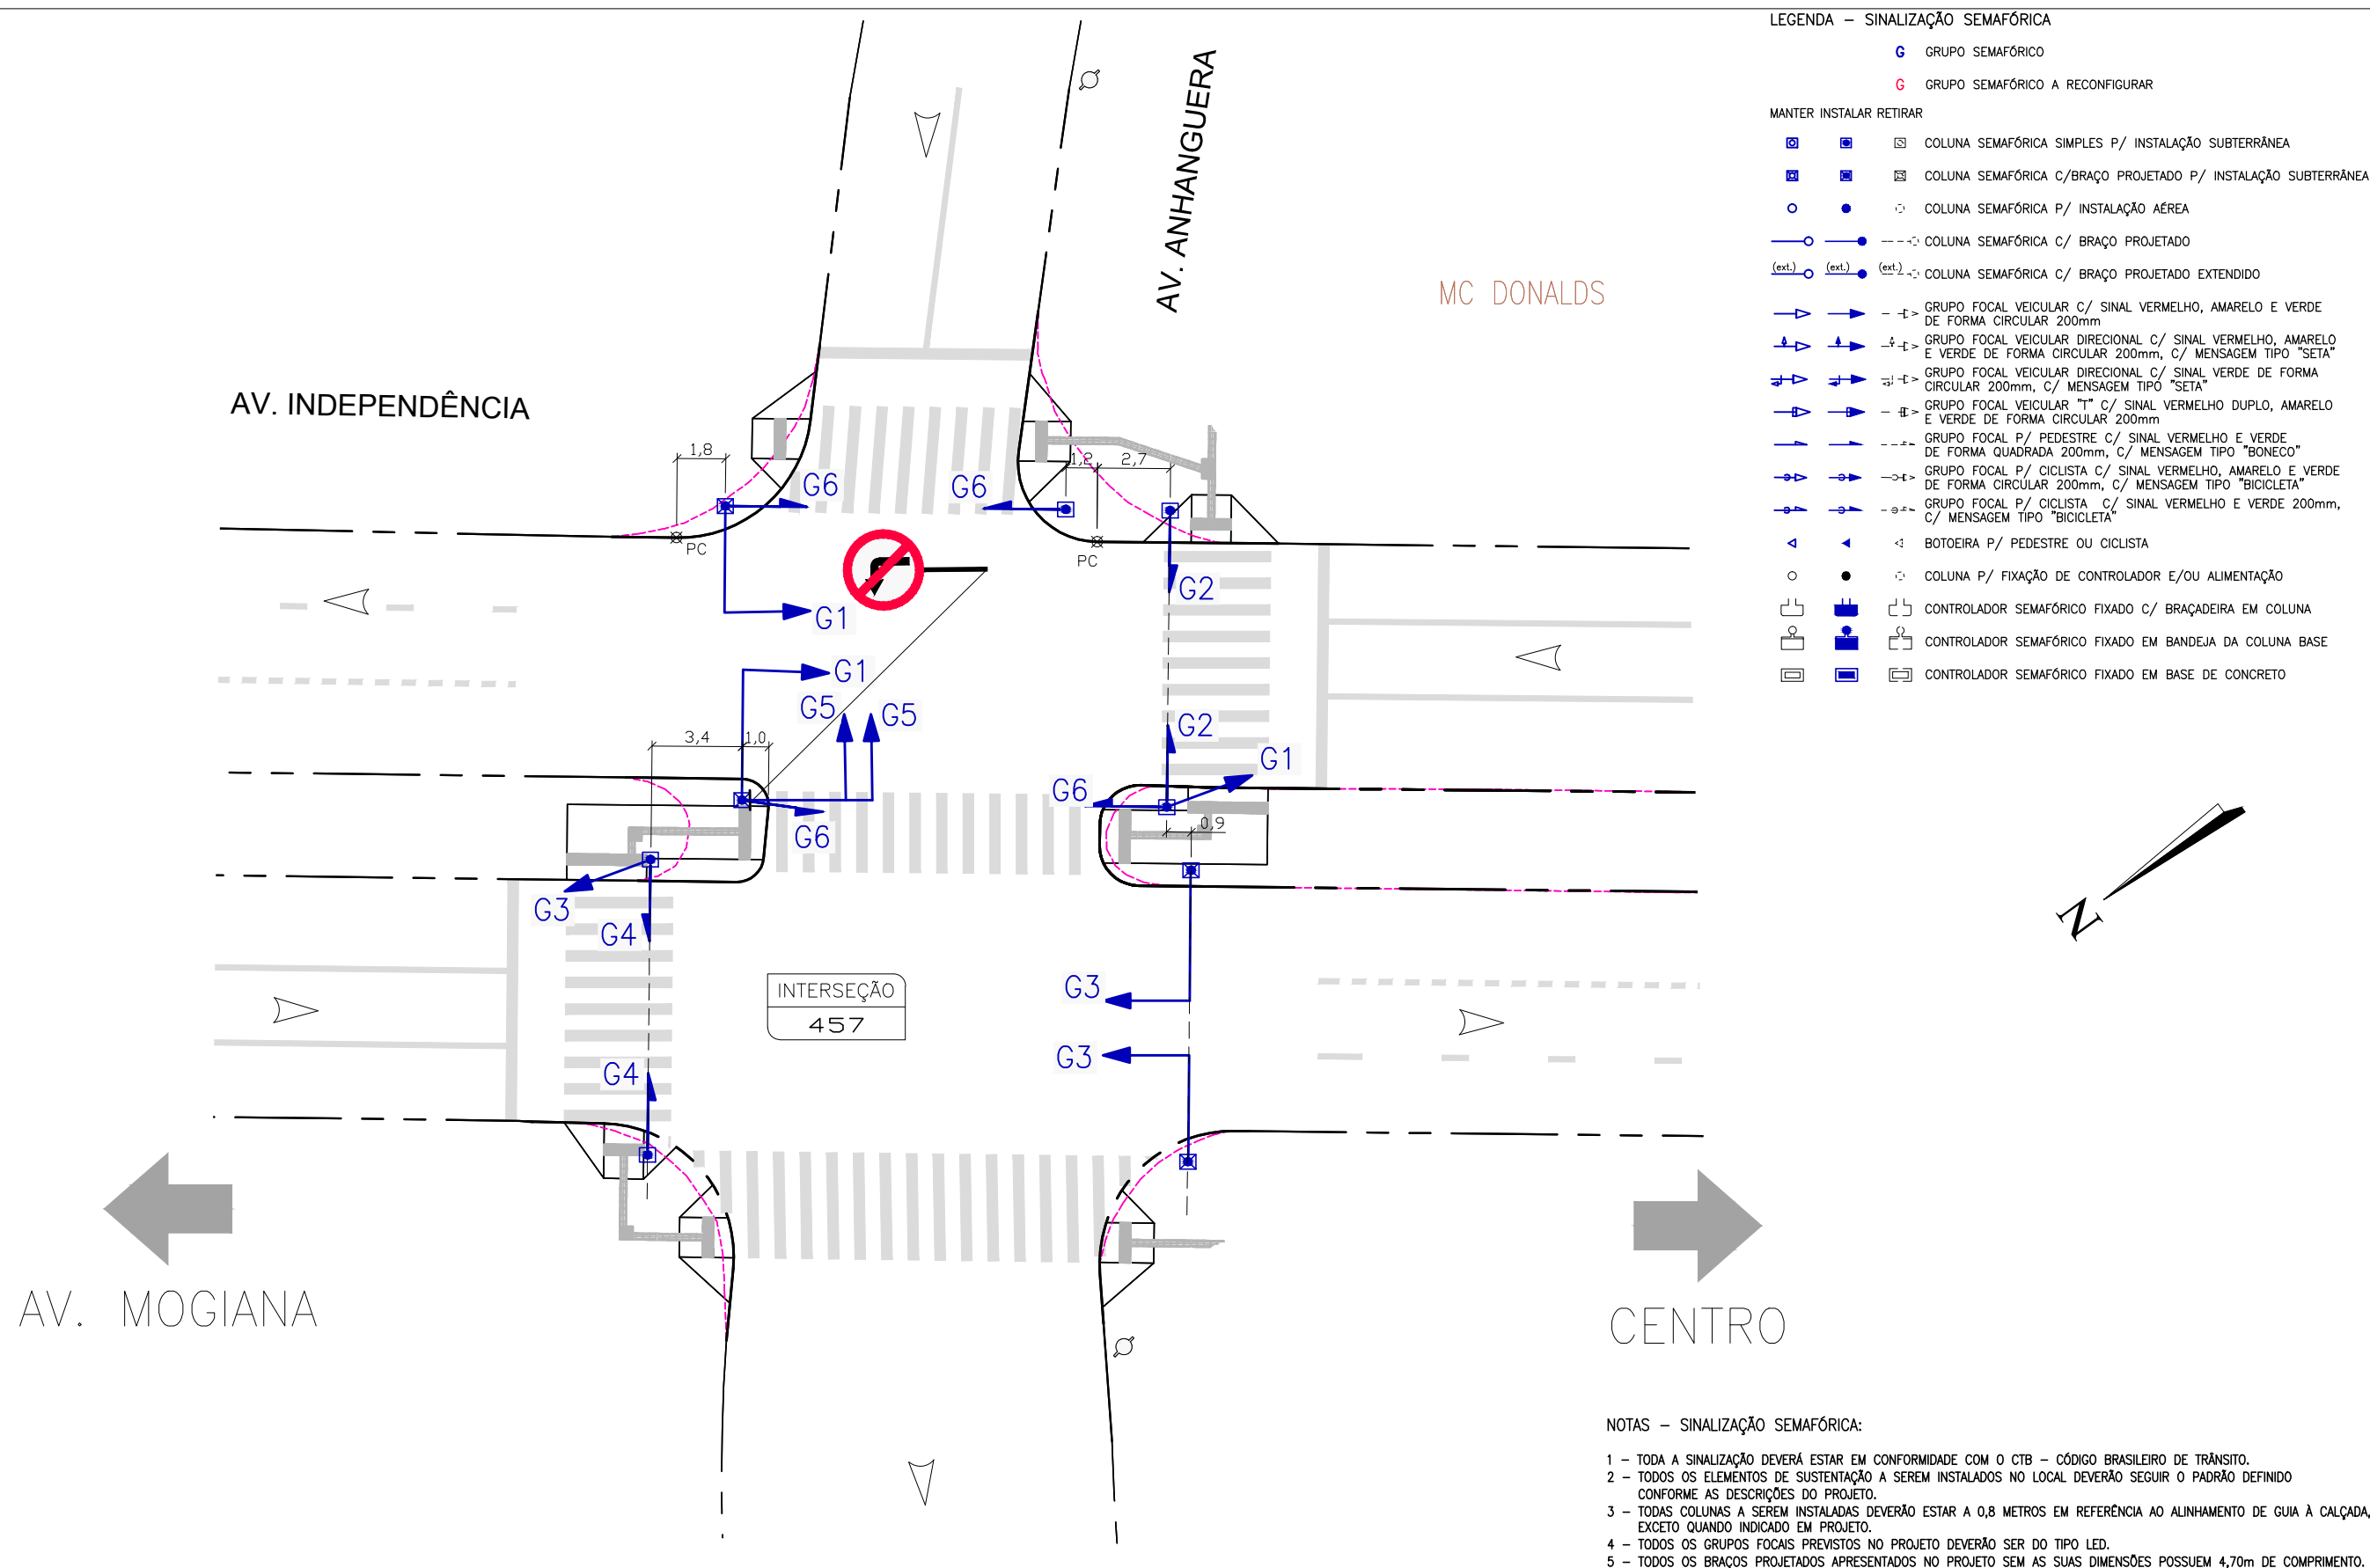 LEGENDA – SINALIZAÇÃO SEMAFÓRICA
G GRUPO SEMAFÓRICO
G GRUPO SEMAFÓRICO A RECONFIGURAR
MANTER INSTALAR RETIRAR
COLUNA SEMAFÓRICA SIMPLES P/ INSTALAÇÃO SUBTERRÂNEA
COLUNA SEMAFÓRICA C/BRAÇO PROJETADO P/ INSTALAÇÃO SUBTERRÂNEA
COLUNA SEMAFÓRICA P/ INSTALAÇÃO AÉREA
COLUNA SEMAFÓRICA C/ BRAÇO PROJETADO
(ext.) (ext.) (ext.) COLUNA SEMAFÓRICA C/ BRAÇO PROJETADO EXTENDIDO
GRUPO FOCAL VEICULAR C/ SINAL VERMELHO, AMARELO E VERDE
DE FORMA CIRCULAR 200mm
GRUPO FOCAL VEICULAR DIRECIONAL C/ SINAL VERMELHO, AMARELO
E VERDE DE FORMA CIRCULAR 200mm, C/ MENSAGEM TIPO "SETA"
GRUPO FOCAL VEICULAR DIRECIONAL C/ SINAL VERDE DE FORMA
CIRCULAR 200mm, C/ MENSAGEM TIPO "SETA"
GRUPO FOCAL VEICULAR "T" C/ SINAL VERMELHO DUPLO, AMARELO
E VERDE DE FORMA CIRCULAR 200mm
GRUPO FOCAL P/ PEDESTRE C/ SINAL VERMELHO E VERDE
DE FORMA QUADRADA 200mm, C/ MENSAGEM TIPO "BONECO"
GRUPO FOCAL P/ CICLISTA C/ SINAL VERMELHO, AMARELO E VERDE
DE FORMA CIRCULAR 200mm, C/ MENSAGEM TIPO "BICICLETA"
GRUPO FOCAL P/ CICLISTA C/ SINAL VERMELHO E VERDE 200mm,
C/ MENSAGEM TIPO "BICICLETA"
BOTOEIRA P/ PEDESTRE OU CICLISTA
COLUNA P/ FIXAÇÃO DE CONTROLADOR E/OU ALIMENTAÇÃO
CONTROLADOR SEMAFÓRICO FIXADO C/ BRAÇADEIRA EM COLUNA
CONTROLADOR SEMAFÓRICO FIXADO EM BANDEJA DA COLUNA BASE
CONTROLADOR SEMAFÓRICO FIXADO EM BASE DE CONCRETO
AV. ANHANGUERA
MC DONALDS
AV. INDEPENDÊNCIA
1,8
1,2 2,7
G6 G6
PC PC
G2
G1
G1
G5 G5
G2
3,4 1,0
G1
G6
G6
0,9
G3
G4
N
INTERSEÇÃO
457
G3
G3
G4
AV. MOGIANA
CENTRO
NOTAS – SINALIZAÇÃO SEMAFÓRICA:
1 – TODA A SINALIZAÇÃO DEVERÁ ESTAR EM CONFORMIDADE COM O CTB – CÓDIGO BRASILEIRO DE TRÂNSITO.
2 – TODOS OS ELEMENTOS DE SUSTENTAÇÃO A SEREM INSTALADOS NO LOCAL DEVERÃO SEGUIR O PADRÃO DEFINIDO
CONFORME AS DESCRIÇÕES DO PROJETO.
3 – TODAS COLUNAS A SEREM INSTALADAS DEVERÃO ESTAR A 0,8 METROS EM REFERÊNCIA AO ALINHAMENTO DE GUIA À CALÇADA,
EXCETO QUANDO INDICADO EM PROJETO.
4 – TODOS OS GRUPOS FOCAIS PREVISTOS NO PROJETO DEVERÃO SER DO TIPO LED.
5 – TODOS OS BRAÇOS PROJETADOS APRESENTADOS NO PROJETO SEM AS SUAS DIMENSÕES POSSUEM 4,70m DE COMPRIMENTO.